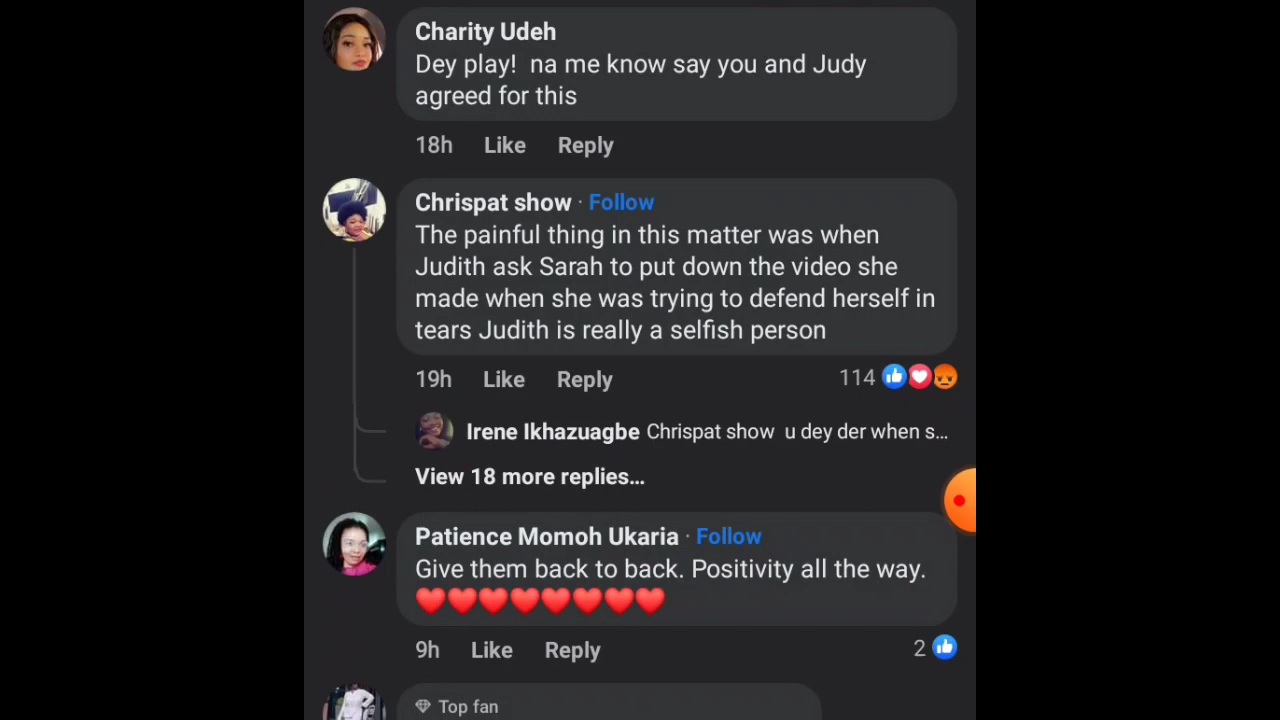 Charity Udeh
Dey play!  na me know say you and Judy
agreed for this
18h Like Reply
Chrispat show · Follow
The painful thing in this matter was when
Judith ask Sarah to put down the video she
made when she was trying to defend herself in
tears Judith is really a selfish person
19h Like Reply 114
Irene Ikhazuagbe Chrispat show  u dey der when s...
View 18 more replies...
Patience Momoh Ukaria · Follow
Give them back to back. Positivity all the way.
❤️❤️❤️❤️❤️❤️❤️❤️
9h Like Reply 2
Top fan